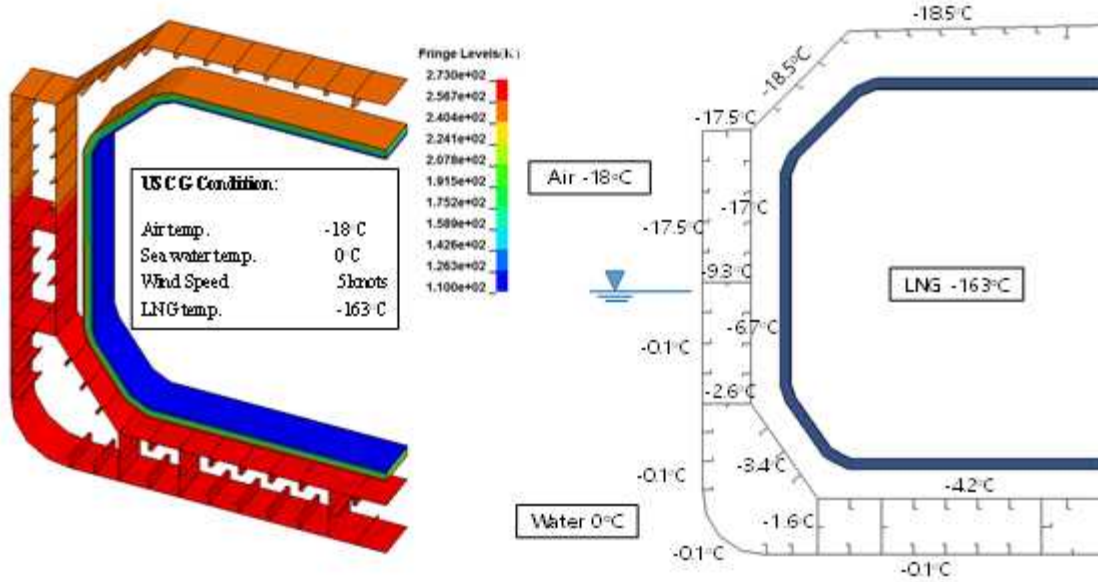 Fringe Levels(K)
2.730e+02
2.567e+02
2.404e+02
2.241e+02
2.078e+02
1.915e+02
1.752e+02
1.589e+02
1.426e+02
1.263e+02
1.100e+02
USCG Condition:
Air temp. -18°C
Sea water temp. 0°C
Wind Speed 5knots
LNG temp. -163°C
-18.5°C
-18.5°C
-17.5°C
Air -18°C
-17°C
-17.5°C
-9.3°C
LNG -163°C
-6.7°C
-0.1°C
-2.6°C
-3.4°C
-0.1°C
-4.2°C
Water 0°C
-1.6°C
-0.1°C
-0.1°C